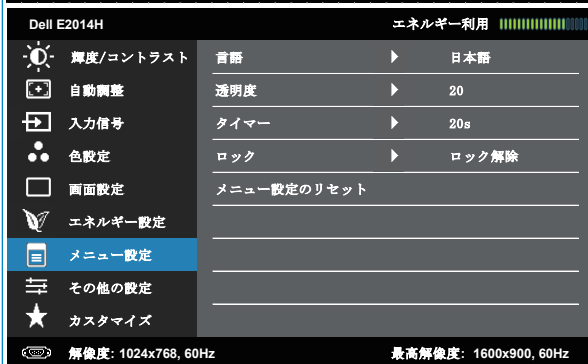 Dell E2014H エネルギー利用
輝度/コントラスト 言語 日本語
自動調整 透明度 20
入力信号 タイマー 20s
色設定 ロック ロック解除
画面設定 メニュー設定のリセット
エネルギー設定
メニュー設定
その他の設定
カスタマイズ
解像度: 1024x768, 60Hz 最高解像度: 1600x900, 60Hz